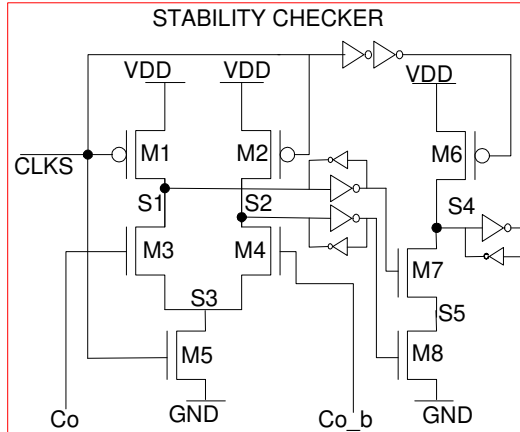 STABILITY CHECKER
VDD VDD VDD
M1 M2 M6
CLKS
S1 S2 S4
M3 M4 M7
S3 S5
M5 M8
Co GND Co_b GND